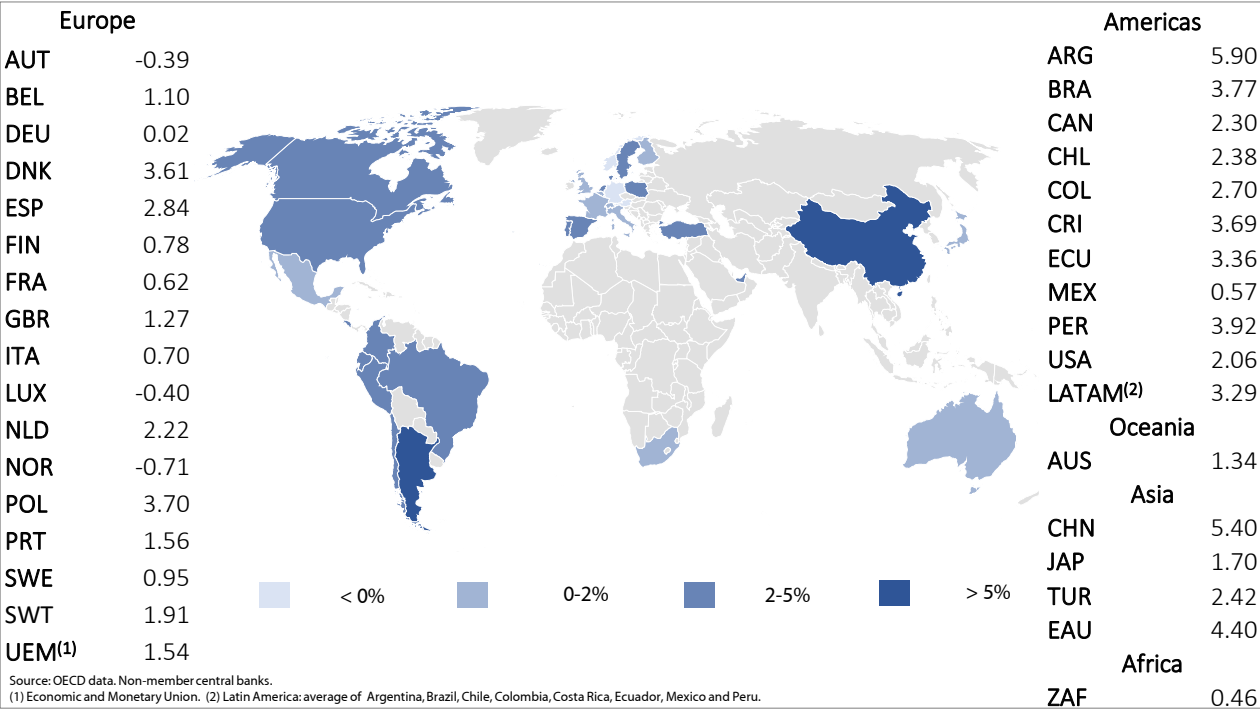 Europe
AUT -0.39
BEL 1.10
DEU 0.02
DNK 3.61
ESP 2.84
FIN 0.78
FRA 0.62
GBR 1.27
ITA 0.70
LUX -0.40
NLD 2.22
NOR -0.71
POL 3.70
PRT 1.56
SWE 0.95
SWT 1.91
UEM(1) 1.54
< 0% 0-2% 2-5% > 5%
Americas
ARG 5.90
BRA 3.77
CAN 2.30
CHL 2.38
COL 2.70
CRI 3.69
ECU 3.36
MEX 0.57
PER 3.92
USA 2.06
LATAM(2) 3.29
Oceania
AUS 1.34
Asia
CHN 5.40
JAP 1.70
TUR 2.42
EAU 4.40
Africa
ZAF 0.46
Source: OECD data. Non-member central banks.
(1) Economic and Monetary Union. (2) Latin America: average of Argentina, Brazil, Chile, Colombia, Costa Rica, Ecuador, Mexico and Peru.